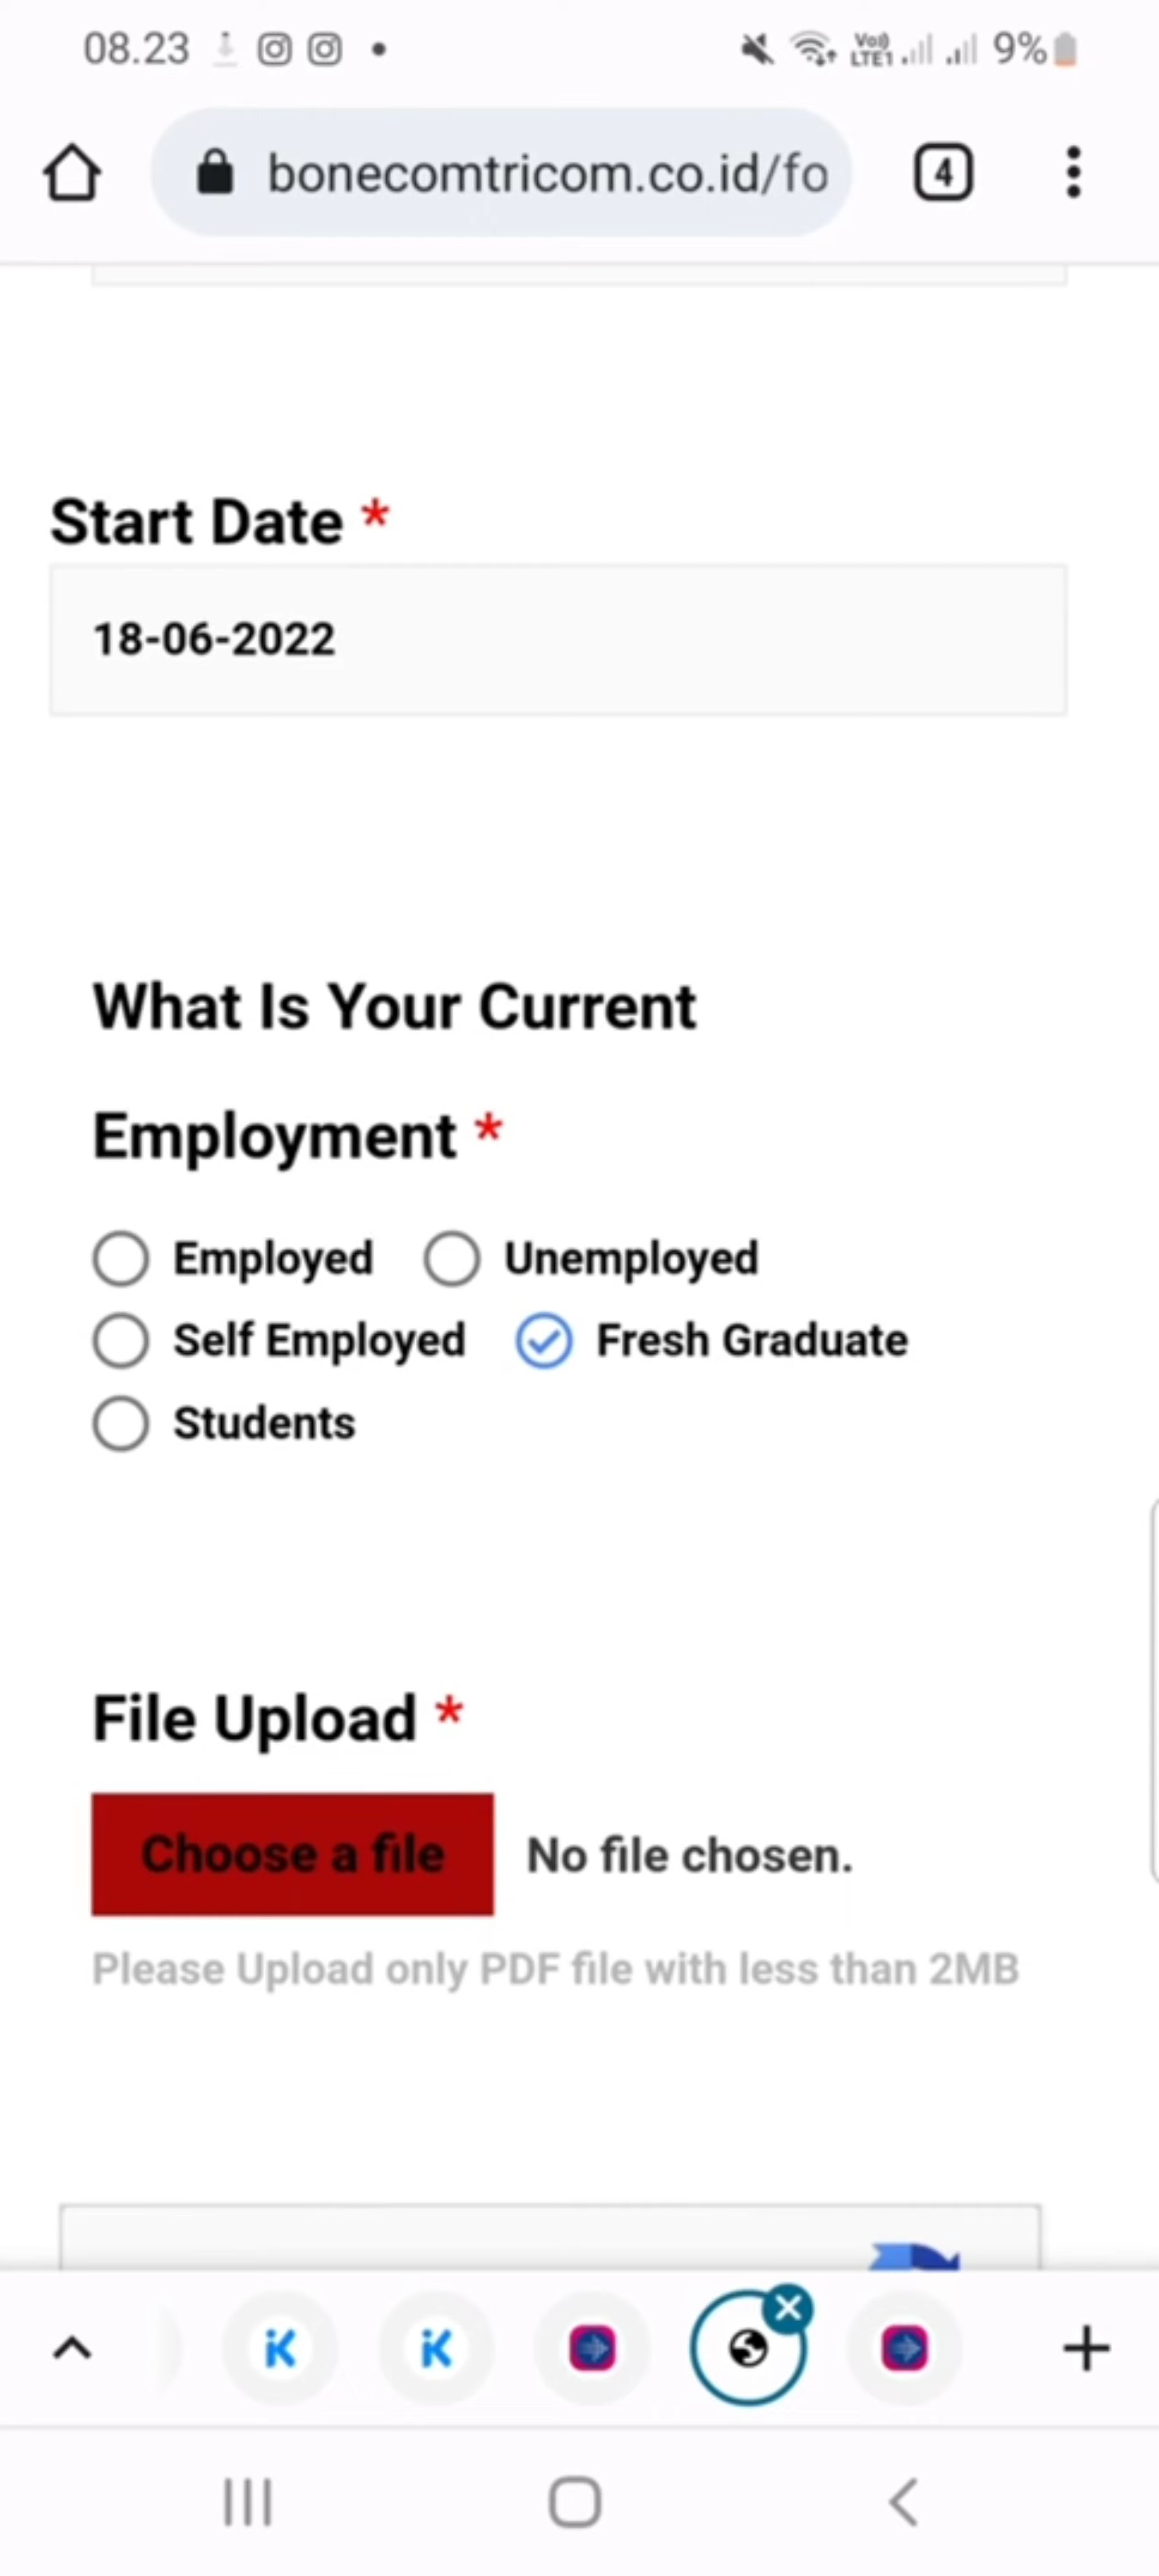 08.23
Vo))
LTE1
9%
bonecomtricom.co.id/fo
4
Start Date *
18-06-2022
What Is Your Current
Employment *
Employed Unemployed
Self Employed Fresh Graduate
Students
File Upload *
Choose a file No file chosen.
Please Upload only PDF file with less than 2MB